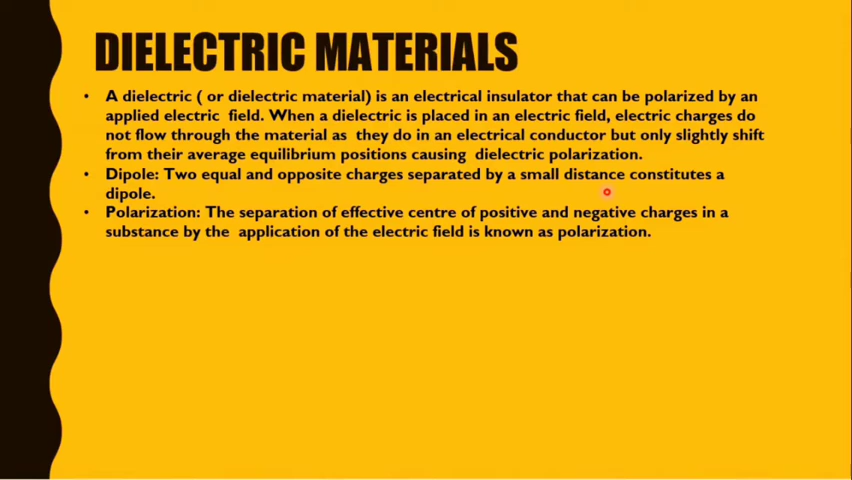 DIELECTRIC MATERIALS
• A dielectric ( or dielectric material) is an electrical insulator that can be polarized by an
applied electric field. When a dielectric is placed in an electric field, electric charges do
not flow through the material as they do in an electrical conductor but only slightly shift
from their average equilibrium positions causing dielectric polarization.
• Dipole: Two equal and opposite charges separated by a small distance constitutes a
dipole.
• Polarization: The separation of effective centre of positive and negative charges in a
substance by the application of the electric field is known as polarization.